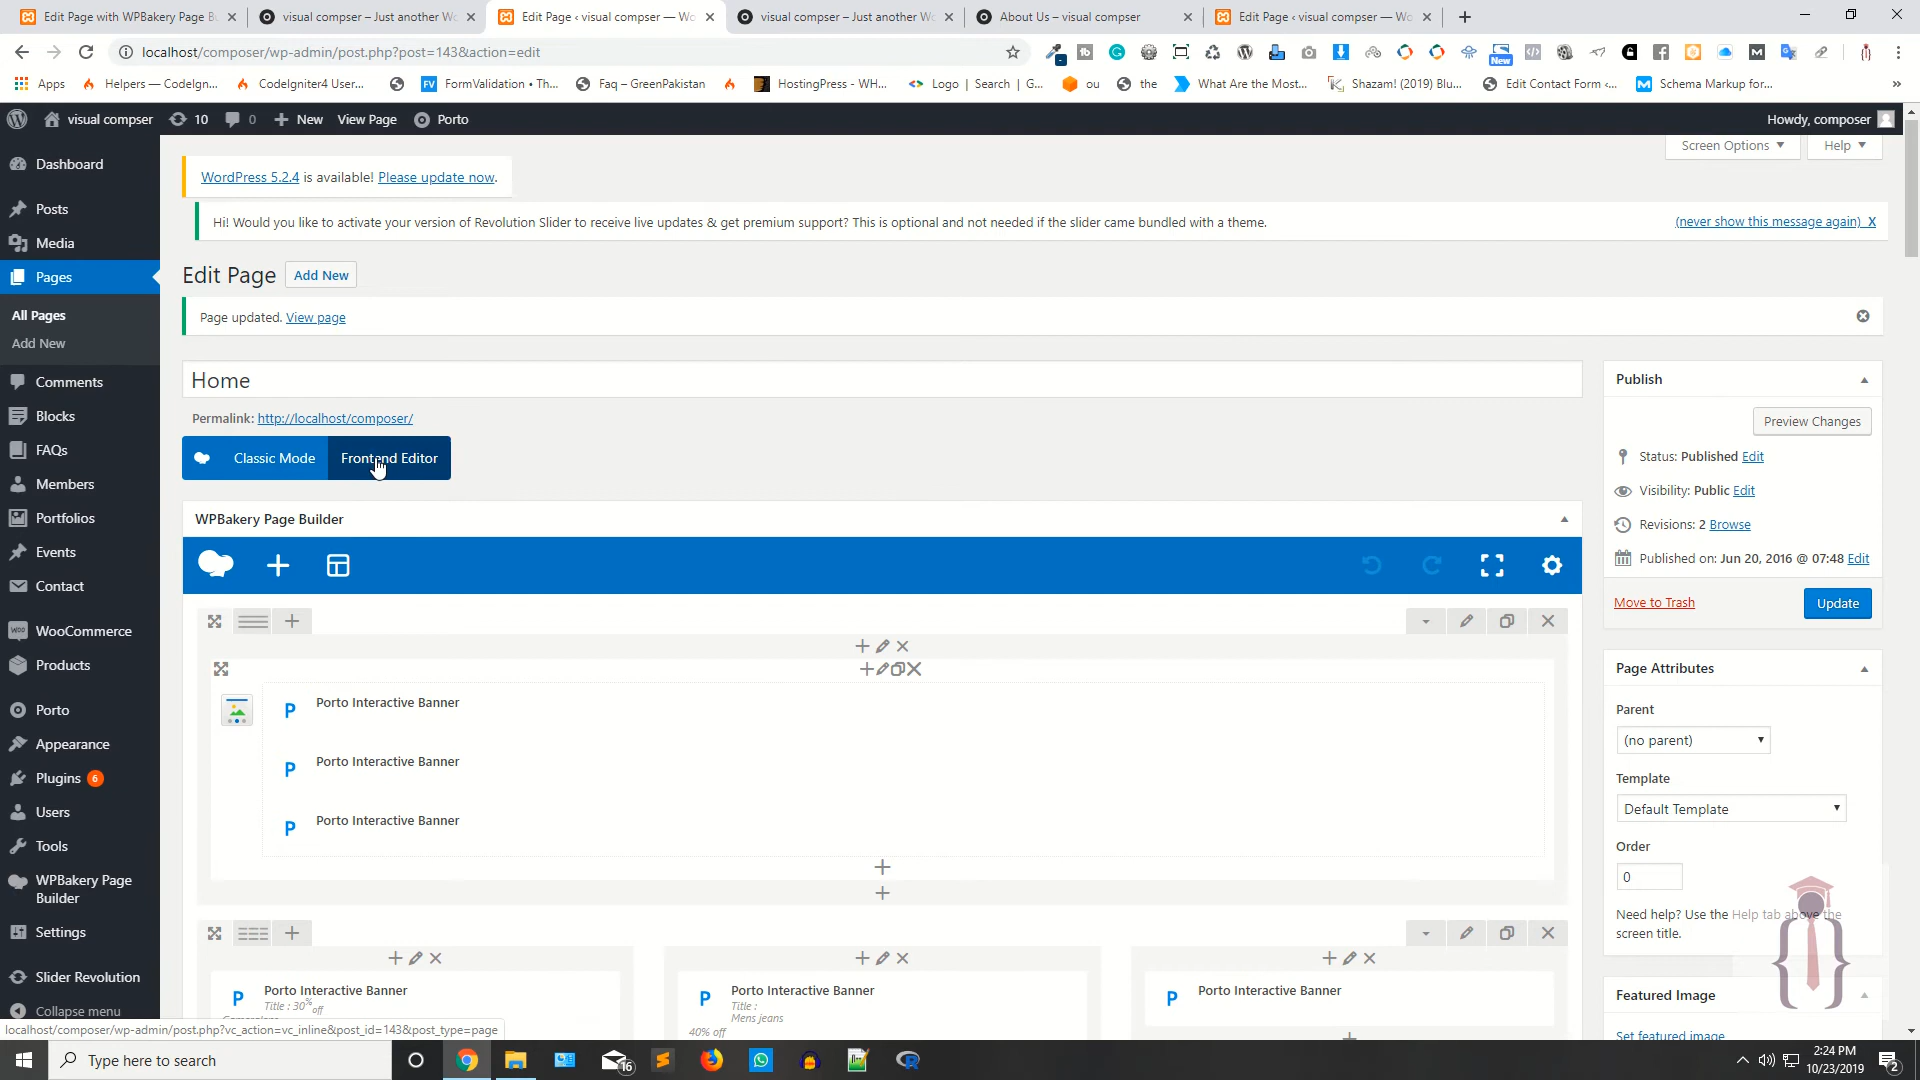 Edit Page with WPBakery Page Bu
visual compser – Just another Wo
Edit Page ‹ visual compser — Wo
visual compser – Just another Wo
About Us – visual compser
Edit Page ‹ visual compser — Wo
localhost/composer/wp-admin/post.php?post=143&action=edit
New
Apps
Helpers — CodeIgn...
CodeIgniter4 User...
FV FormValidation • Th...
Faq – GreenPakistan
HostingPress - WH...
Logo | Search | G...
ou
the
What Are the Most...
Shazam! (2019) Blu...
Edit Contact Form ‹...
Schema Markup for...
visual compser
10
0
New
View Page
Porto
Howdy, composer
Screen Options
Help
Dashboard
Posts
Media
Pages
All Pages
Add New
Comments
Blocks
FAQs
Members
Portfolios
Events
Contact
WooCommerce
Products
Porto
Appearance
Plugins 6
Users
Tools
WPBakery Page
Builder
Settings
Slider Revolution
Collapse menu
WordPress 5.2.4 is available! Please update now.
Hi! Would you like to activate your version of Revolution Slider to receive live updates & get premium support? This is optional and not needed if the slider came bundled with a theme.
(never show this message again) X
Edit Page
Add New
Page updated. View page
Home
Permalink: http://localhost/composer/
Classic Mode
Frontend Editor
WPBakery Page Builder
P Porto Interactive Banner
P Porto Interactive Banner
P Porto Interactive Banner
P Porto Interactive Banner
Title : 30% off
P Porto Interactive Banner
Title :
Mens jeans
40% off
P Porto Interactive Banner
Publish
Preview Changes
Status: Published Edit
Visibility: Public Edit
Revisions: 2 Browse
Published on: Jun 20, 2016 @ 07:48 Edit
Move to Trash
Update
Page Attributes
Parent
(no parent)
Template
Default Template
Order
0
Need help? Use the Help tab above the
screen title.
Featured Image
Set featured image
localhost/composer/wp-admin/post.php?vc_action=vc_inline&post_id=143&post_type=page
Type here to search
16
2:24 PM
10/23/2019
2